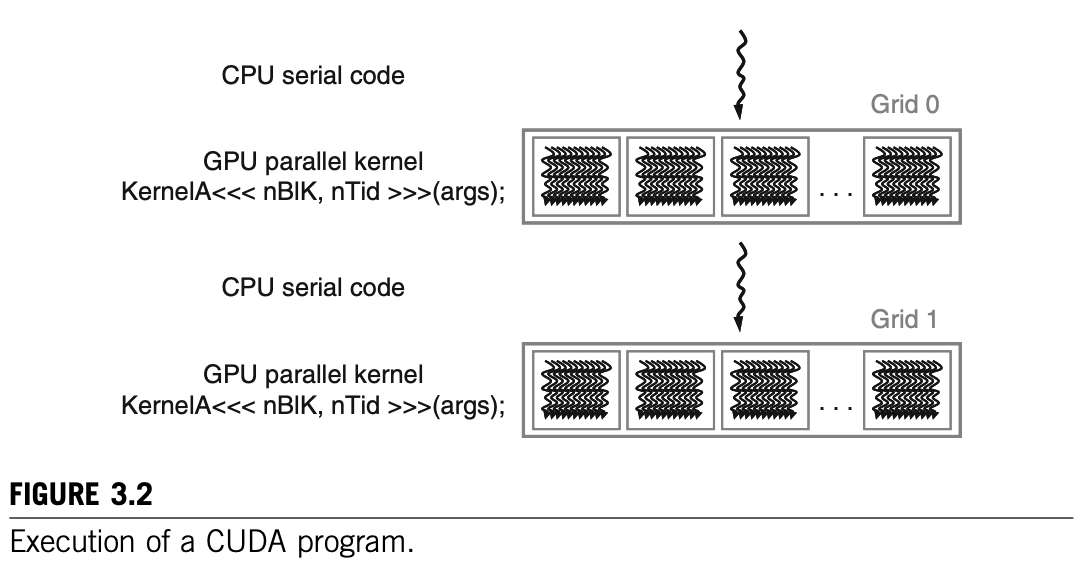 CPU serial code
Grid 0
GPU parallel kernel
KernelA<<< nBlK, nTid >>>(args);
. . .
CPU serial code
Grid 1
GPU parallel kernel
KernelA<<< nBlK, nTid >>>(args);
. . .
FIGURE 3.2
Execution of a CUDA program.